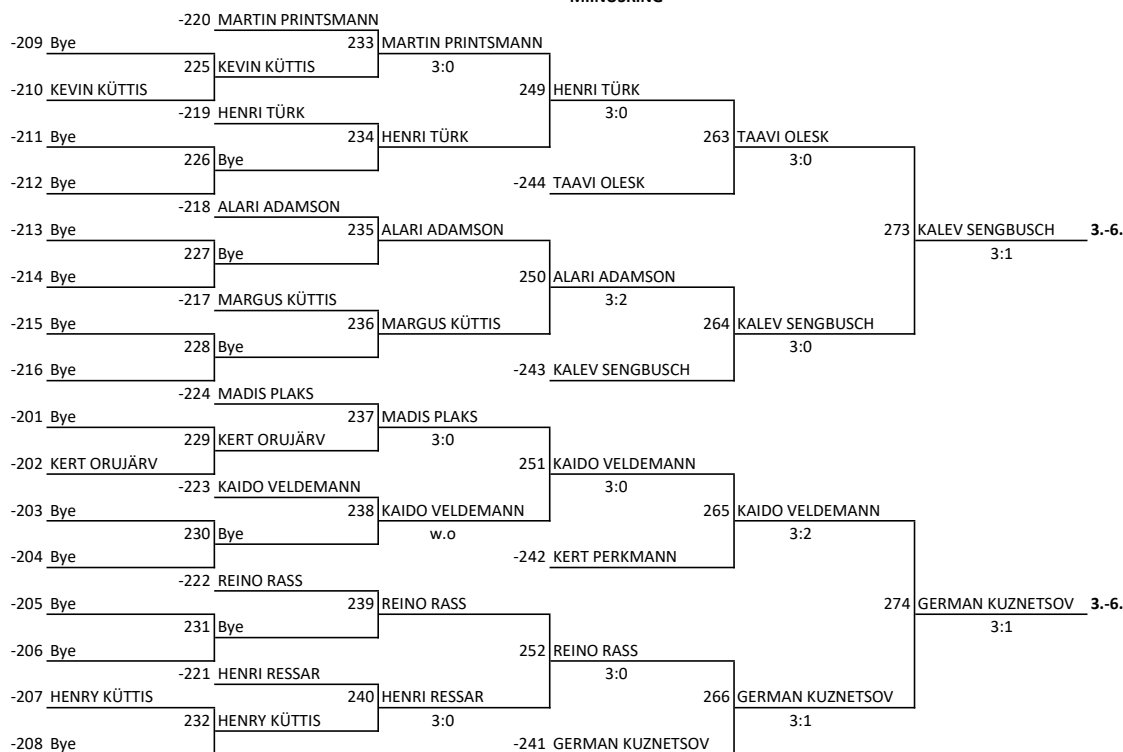 MIINUSRING
-220 MARTIN PRINTSMANN
-209 Bye 233 MARTIN PRINTSMANN
225 KEVIN KÜTTIS 3:0
-210 KEVIN KÜTTIS 249 HENRI TÜRK
-219 HENRI TÜRK 3:0
-211 Bye 234 HENRI TÜRK 263 TAAVI OLESK
226 Bye 3:0
-212 Bye -244 TAAVI OLESK
-218 ALARI ADAMSON
-213 Bye 235 ALARI ADAMSON 273 KALEV SENGBUSCH 3.-6.
227 Bye 3:1
-214 Bye 250 ALARI ADAMSON
-217 MARGUS KÜTTIS 3:2
-215 Bye 236 MARGUS KÜTTIS 264 KALEV SENGBUSCH
228 Bye 3:0
-216 Bye -243 KALEV SENGBUSCH
-224 MADIS PLAKS
-201 Bye 237 MADIS PLAKS
229 KERT ORUJÄRV 3:0
-202 KERT ORUJÄRV 251 KAIDO VELDEMANN
-223 KAIDO VELDEMANN 3:0
-203 Bye 238 KAIDO VELDEMANN 265 KAIDO VELDEMANN
230 Bye w.o 3:2
-204 Bye -242 KERT PERKMANN
-222 REINO RASS
-205 Bye 239 REINO RASS 274 GERMAN KUZNETSOV 3.-6.
231 Bye 3:1
-206 Bye 252 REINO RASS
-221 HENRI RESSAR 3:0
-207 HENRY KÜTTIS 240 HENRI RESSAR 266 GERMAN KUZNETSOV
232 HENRY KÜTTIS 3:0 3:1
-208 Bye -241 GERMAN KUZNETSOV